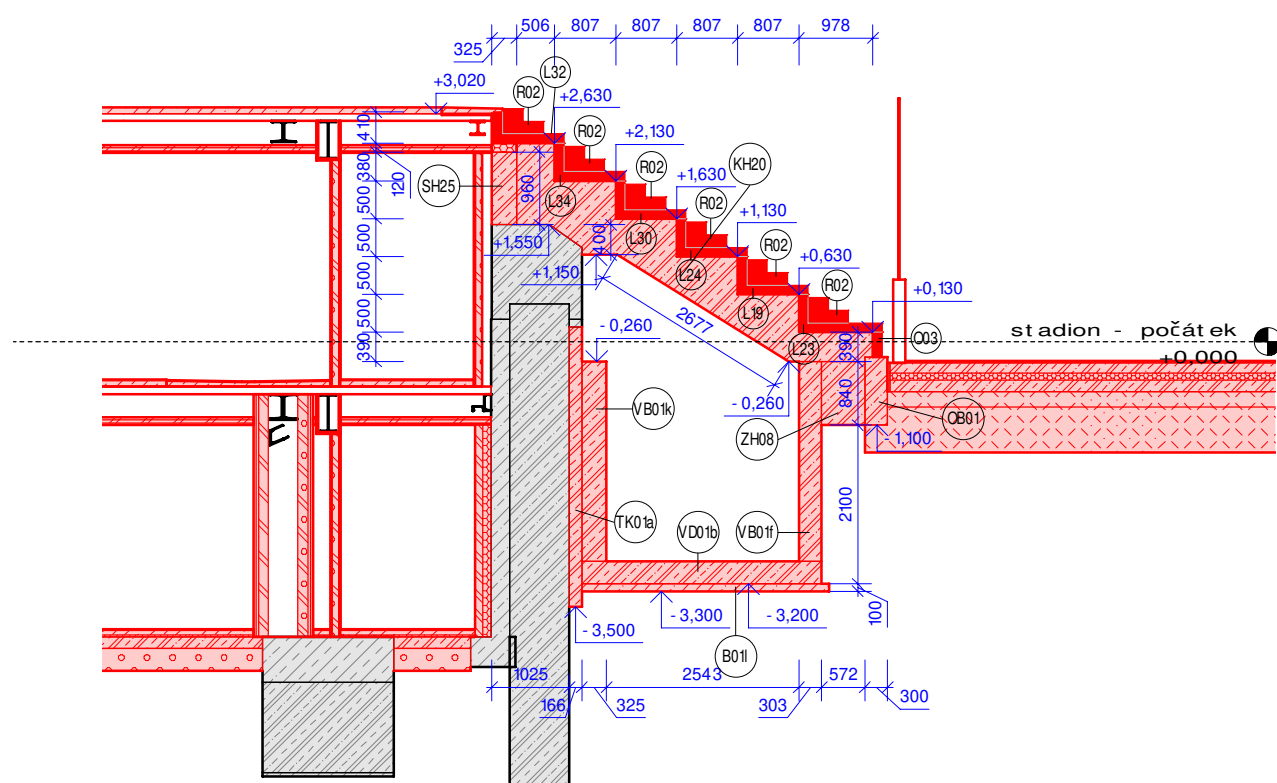 506 807 807 807 807 978
325
L32
R02
+3,020
+2,630
R02
+2,130
R02
KH20
+1,630
R02
+1,130
R02
+0,630
R02
+0,130
410
380
120
500
500
500
500
390
SH25
960
L34
L30
400
L24
L19
L23
+1,550
+1,150
2677
390
O03
stadion - počátek
+0,000
- 0,260
- 0,260
840
VB01k
ZH08
OB01
- 1,100
2100
TK01a
VD01b
VB01f
100
- 3,500
- 3,300
- 3,200
B01l
1025
2543
572
166
325
303
300